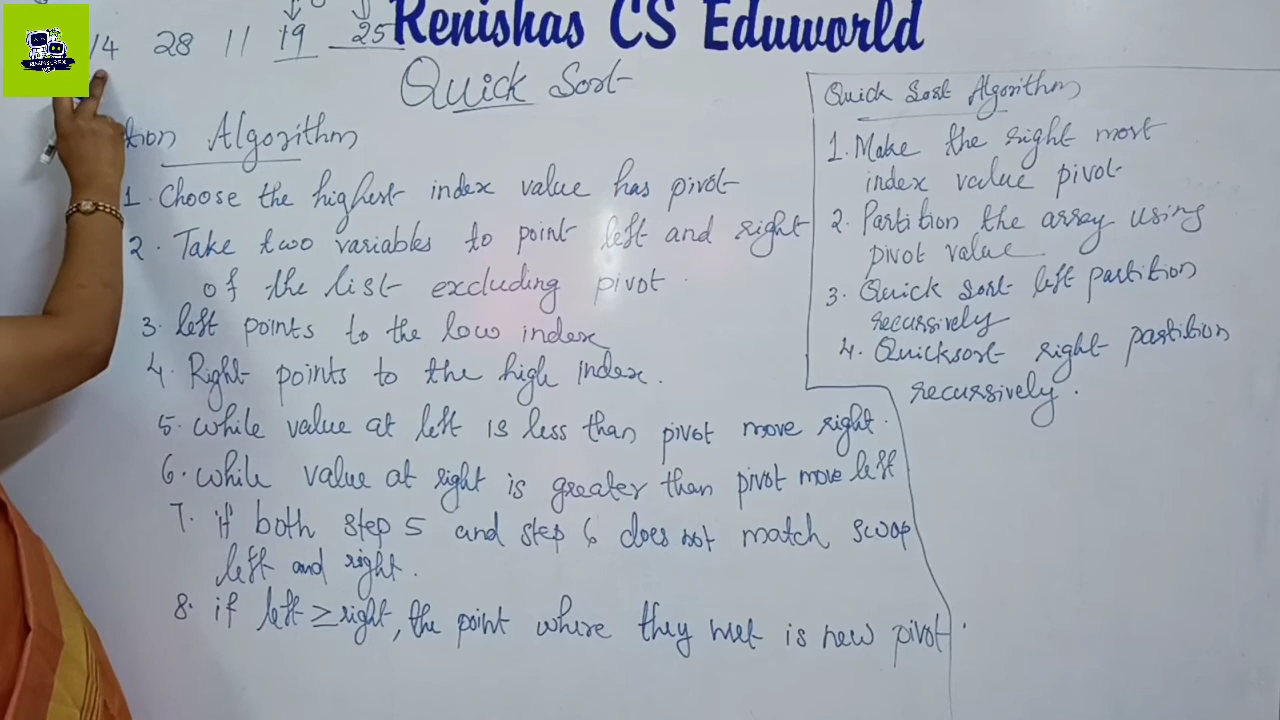 14 28 11 19 25
Renishas CS Eduworld
Quick Sort
tion Algorithm
1. Choose the highest index value has pivot
2. Take two variables to point left and right
of the list excluding pivot.
3. left points to the low index
4. Right points to the high index.
5. while value at left is less than pivot move right.
6. while value at right is greater than pivot move left
7. if both step 5 and step 6 does not match swap
left and right.
8. if left ≥ right, the point where they met is new pivot.
Quick Sort Algorithm
1. Make the right most
index value pivot
2. Partition the array using
pivot value
3. Quick sort left partition
recursively
4. Quicksort right partition
recursively.